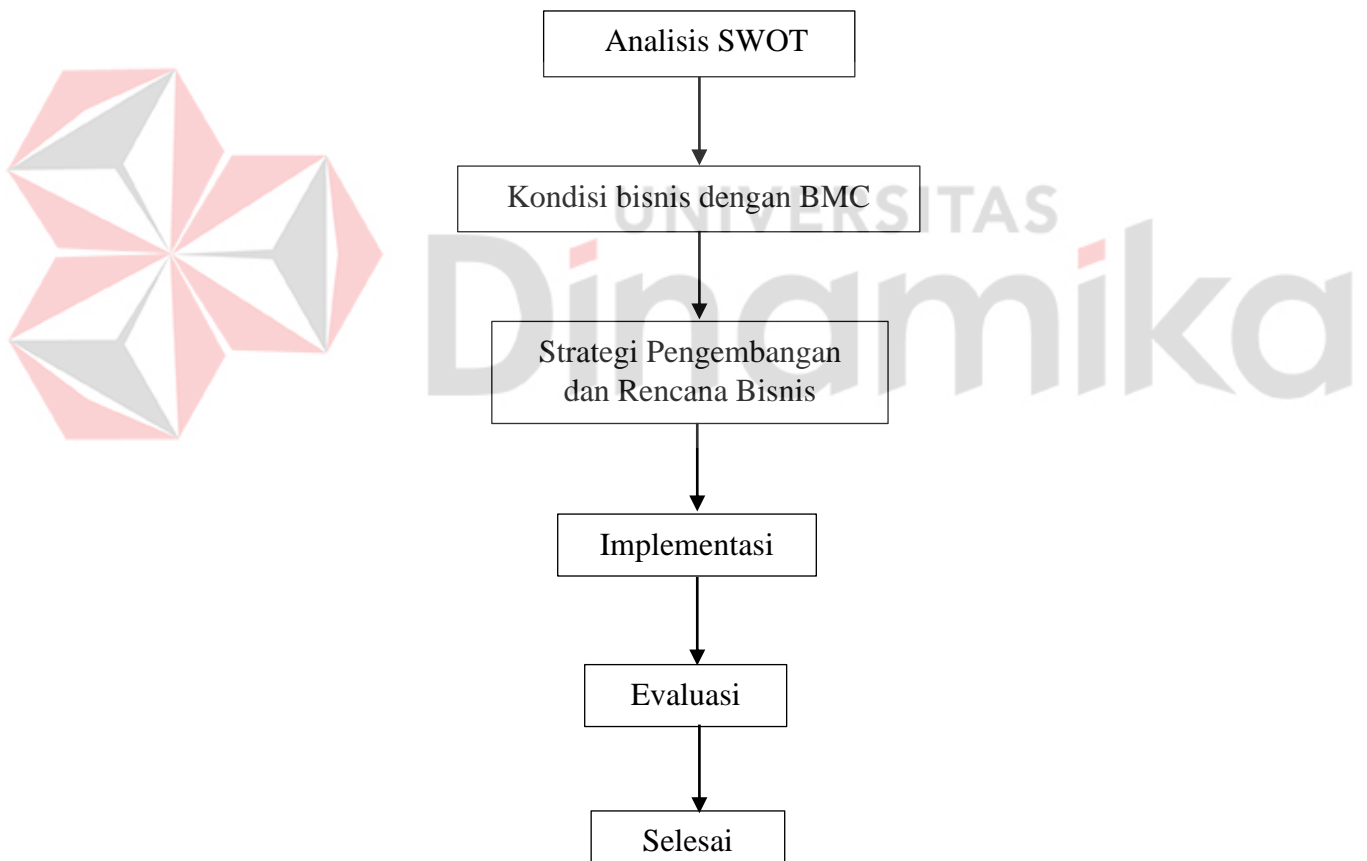 Analisis SWOT
Kondisi bisnis dengan BMC
UNIVERSITAS
Dinamika
Strategi Pengembangan
dan Rencana Bisnis
Implementasi
Evaluasi
Selesai